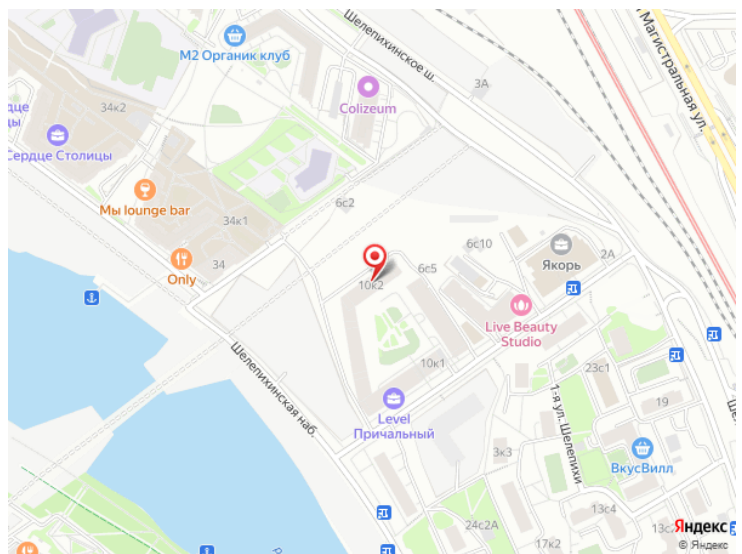 Шелепихинское ш.
М2 Органик клуб
3А
Магистральная ул.
Colizeum
34к2
Сердце Столицы
Мы lounge bar
34к1
6с2
34
Only
6с10
2А
Якорь
6с5
10к2
Live Beauty
Studio
Шелепихинская наб.
10к1
23с1
1-я ул. Шелепихи
19
Level
Причальный
ВкусВилл
3к3
13с4
24с2А
17к2
Яндекс
© Яндекс